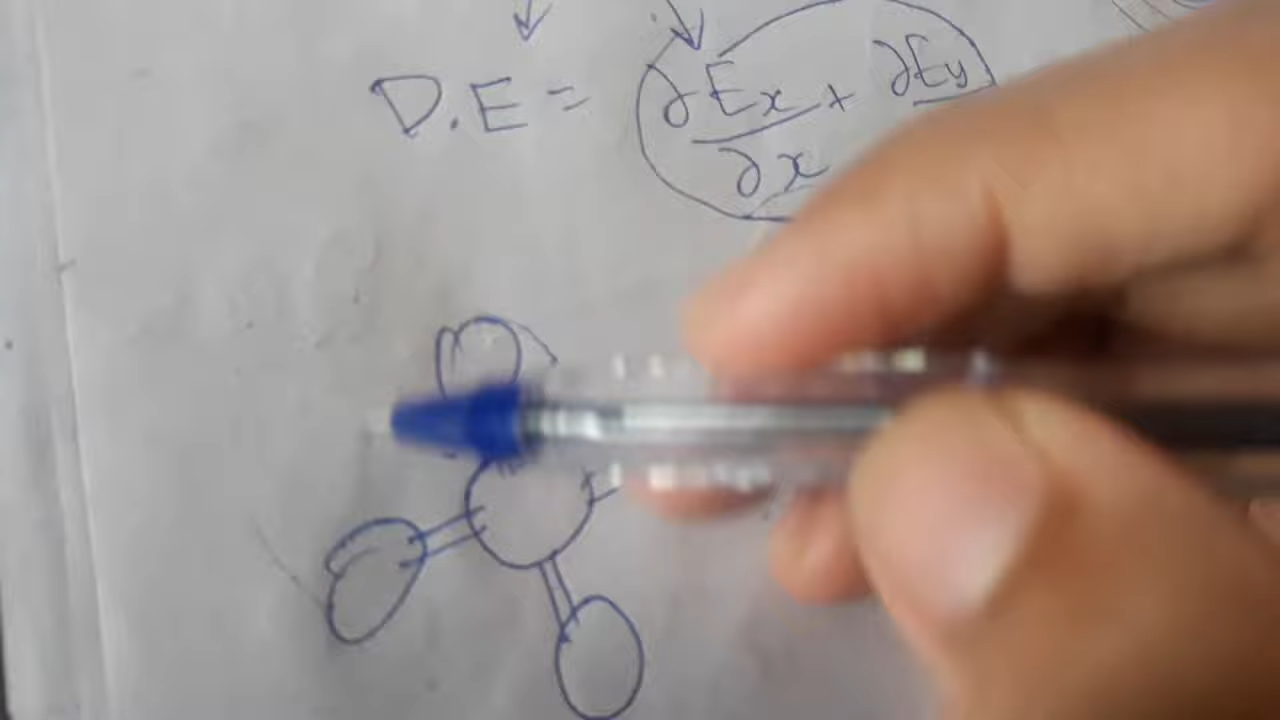 D.E = ∂Ex/∂x + ∂Ey